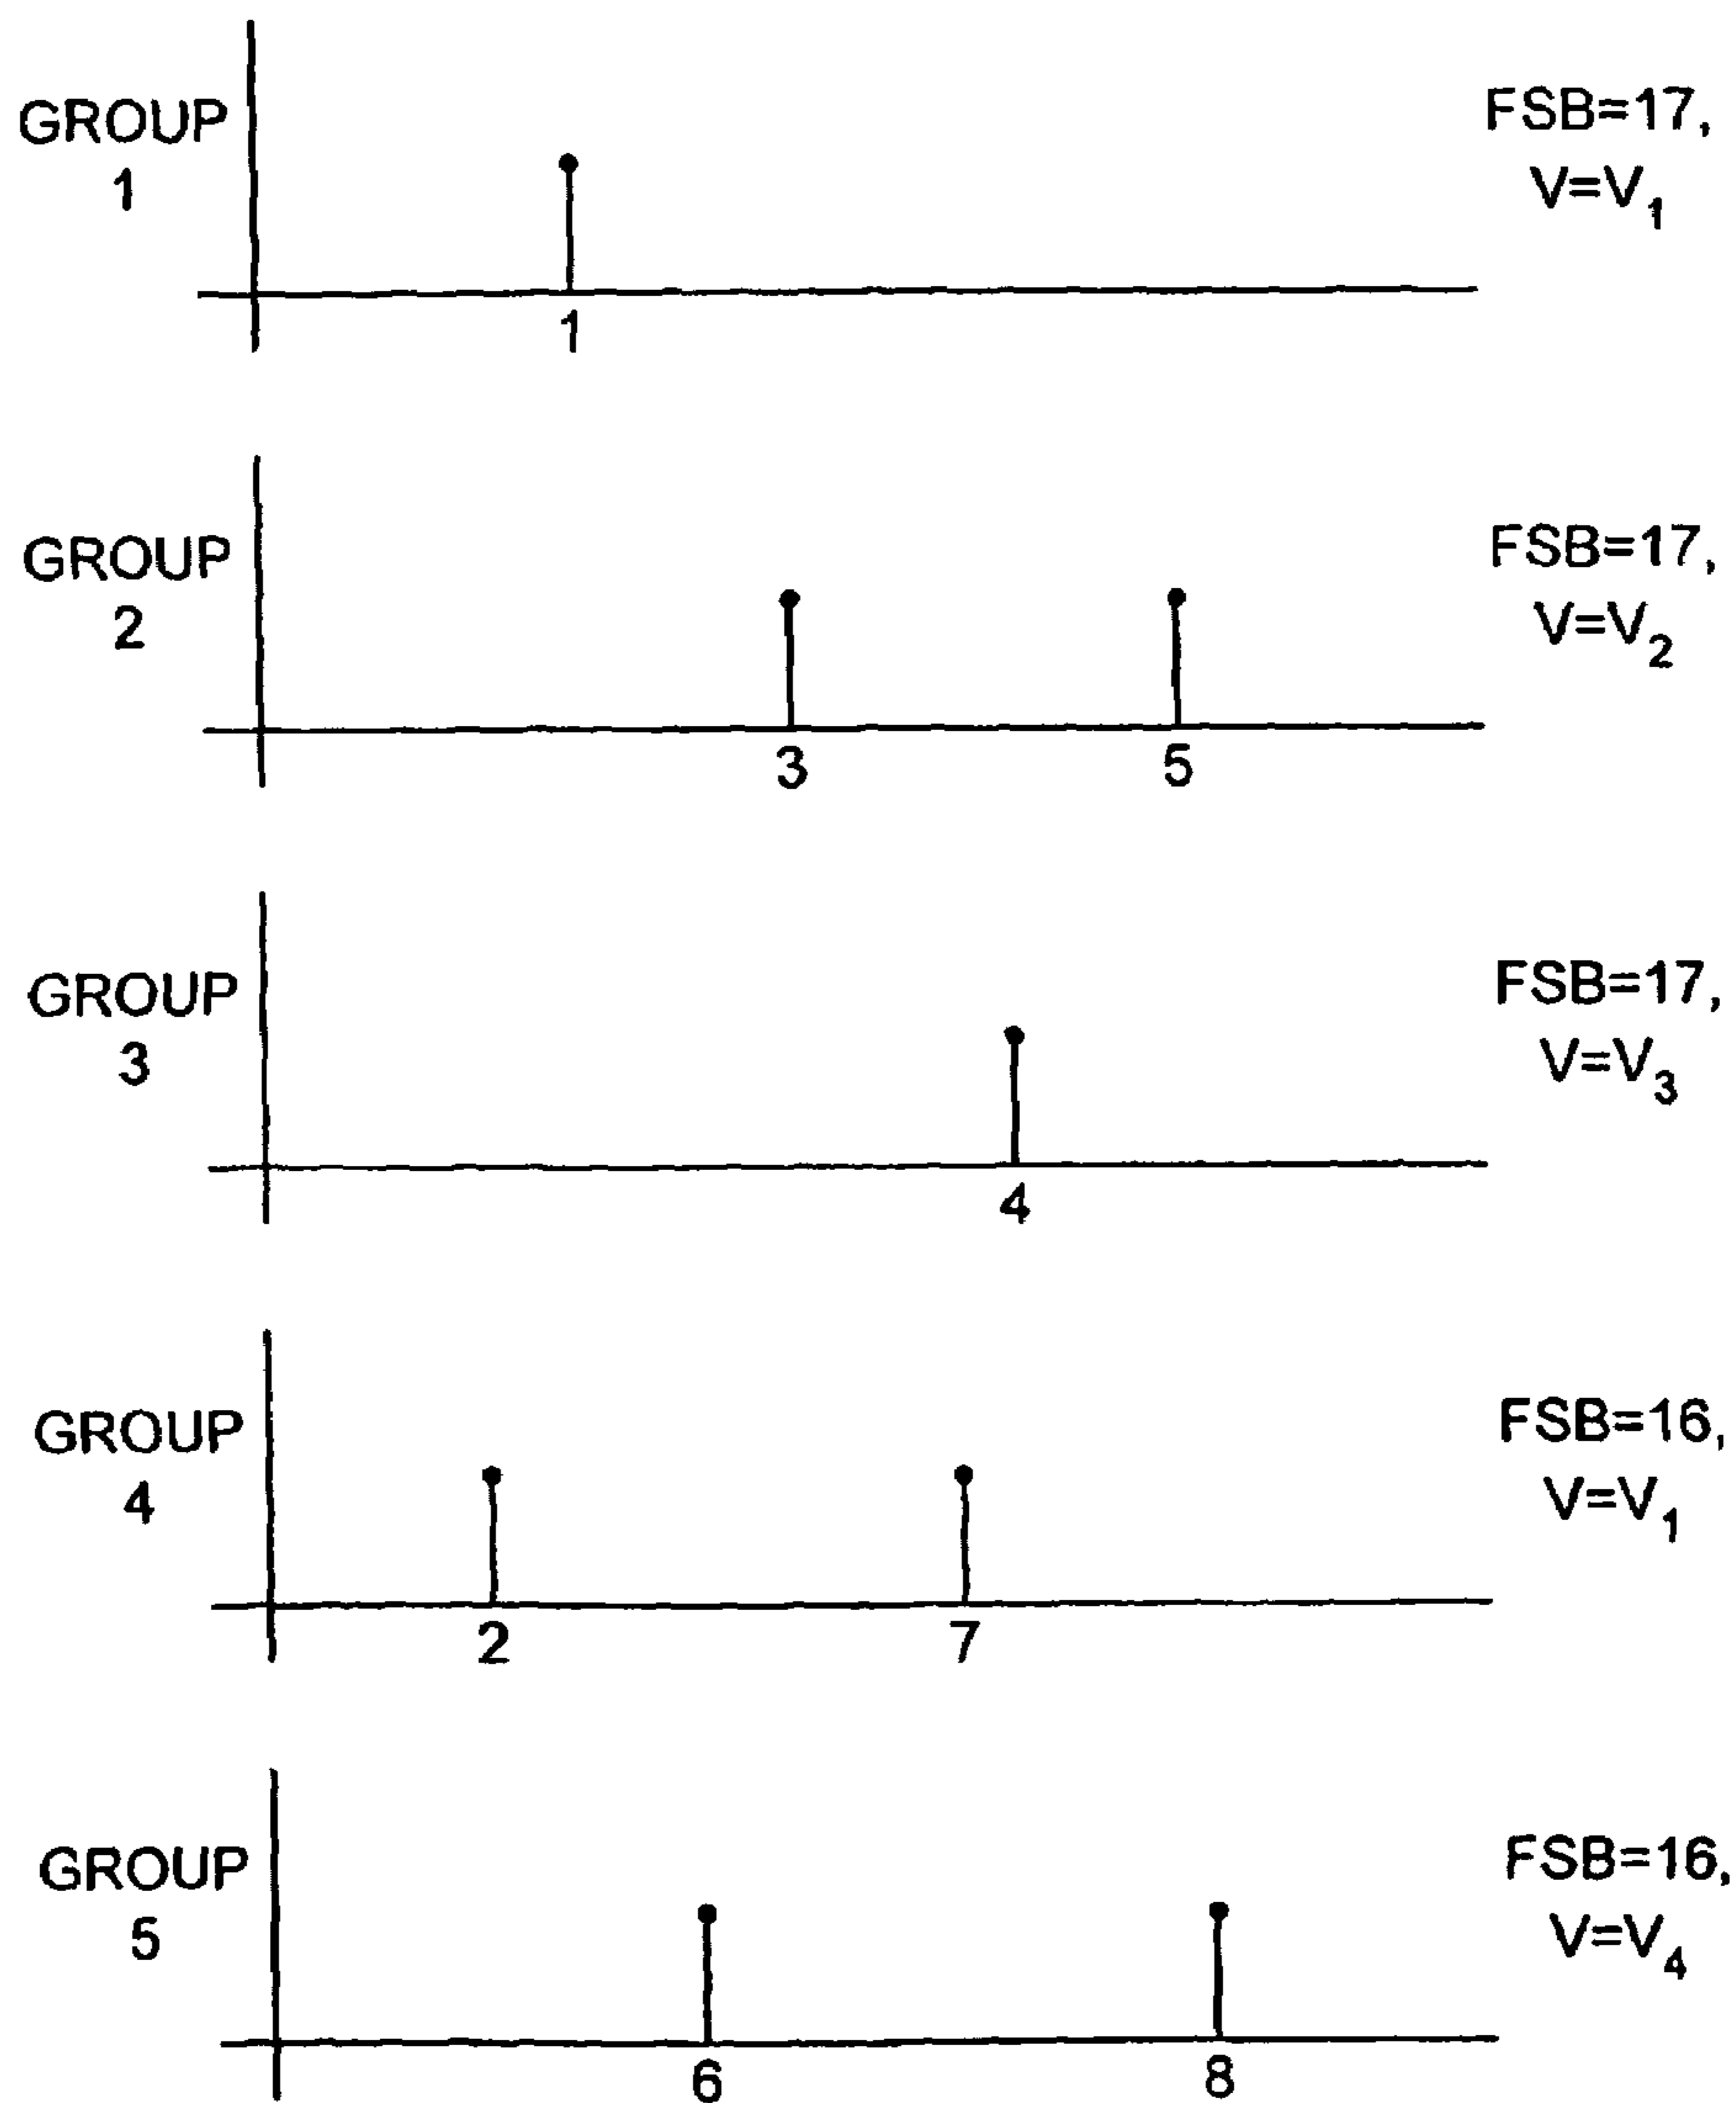 GROUP
1
FSB=17,
V=V₁
1
GROUP
2
FSB=17,
V=V₂
3 5
GROUP
3
FSB=17,
V=V₃
4
GROUP
4
FSB=16,
V=V₁
2 7
GROUP
5
FSB=16,
V=V₄
6 8